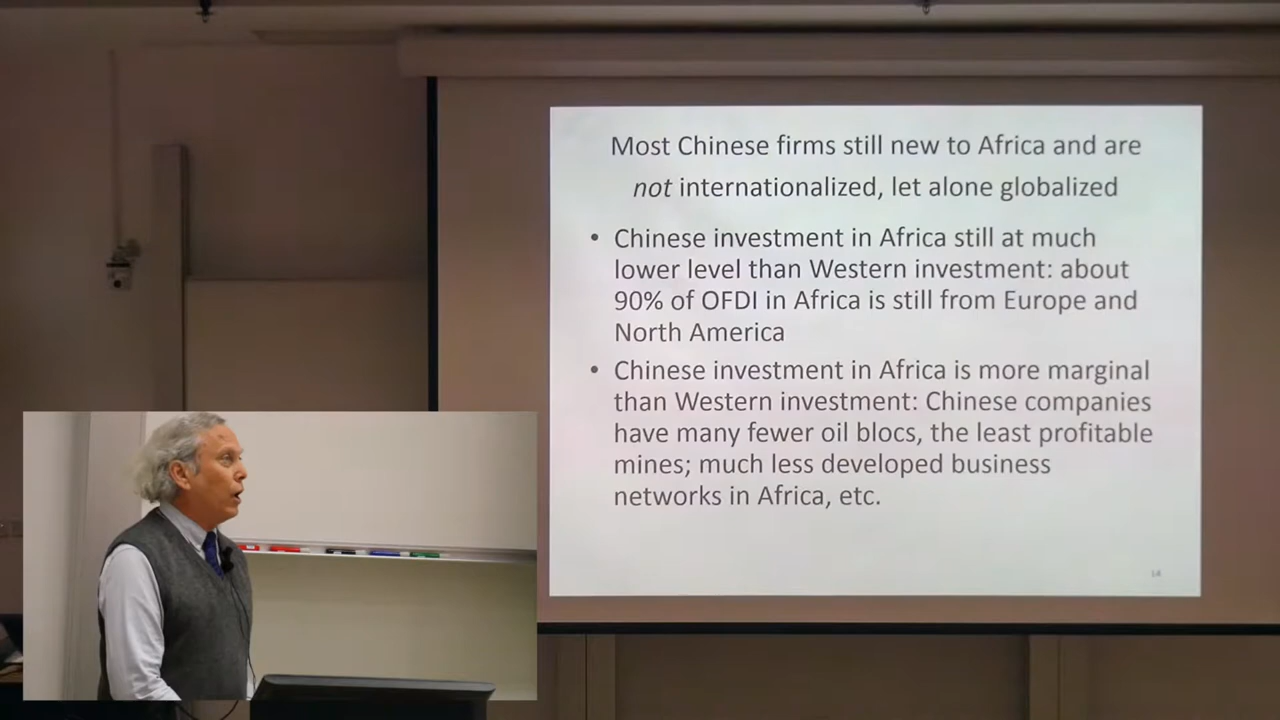 Most Chinese firms still new to Africa and are
not internationalized, let alone globalized
• Chinese investment in Africa still at much
lower level than Western investment: about
90% of OFDI in Africa is still from Europe and
North America
• Chinese investment in Africa is more marginal
than Western investment: Chinese companies
have many fewer oil blocs, the least profitable
mines; much less developed business
networks in Africa, etc.
14